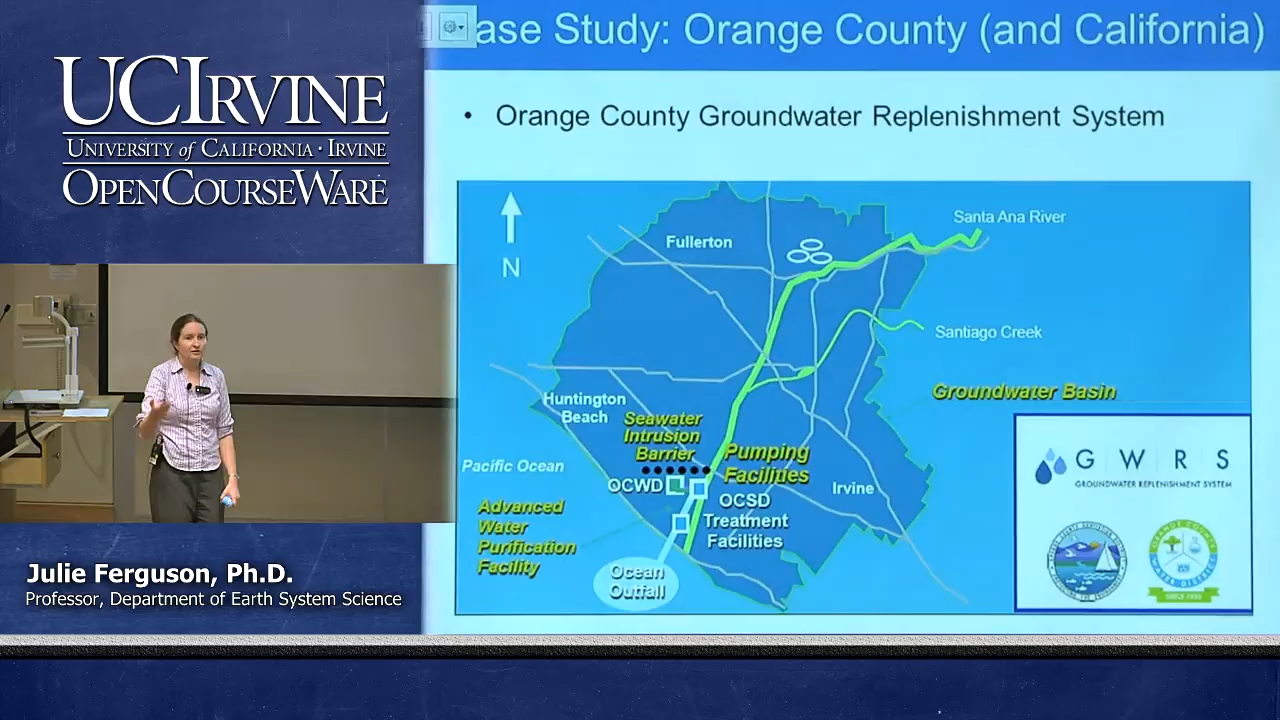 UCIRVINE
UNIVERSITY of CALIFORNIA · IRVINE
OPENCOURSEWARE
ase Study: Orange County (and California)
• Orange County Groundwater Replenishment System
N
Fullerton
Santa Ana River
Santiago Creek
Groundwater Basin
Huntington
Beach
Seawater
Intrusion
Barrier
Pumping
Facilities
Pacific Ocean
OCWD
OCSD
Treatment
Facilities
Irvine
Advanced
Water
Purification
Facility
Ocean
Outfall
G W R S
GROUNDWATER REPLENISHMENT SYSTEM
SINCE 1933
Julie Ferguson, Ph.D.
Professor, Department of Earth System Science